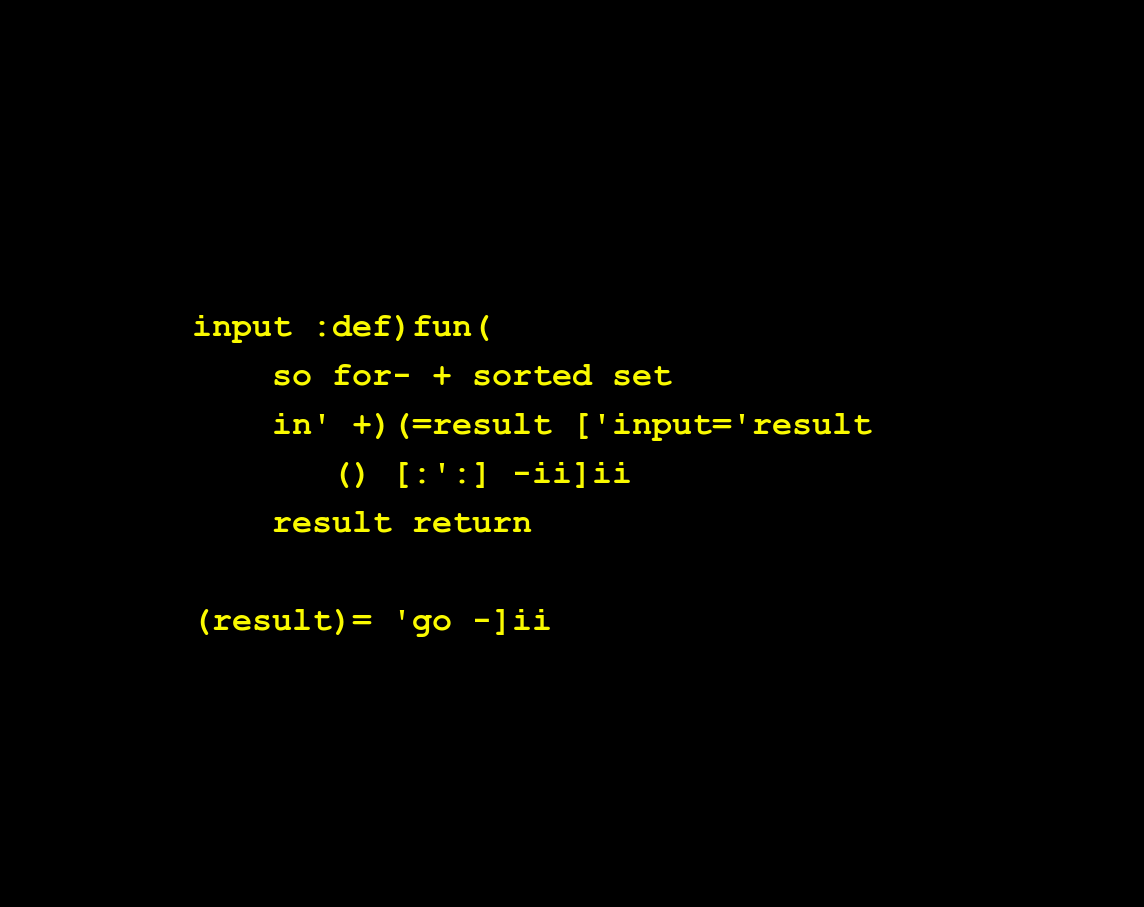 input :def)fun(
    so for- + sorted set
    in' +)(=result ['input='result
       () [:':] -ii]ii
    result return

(result)= 'go -]ii